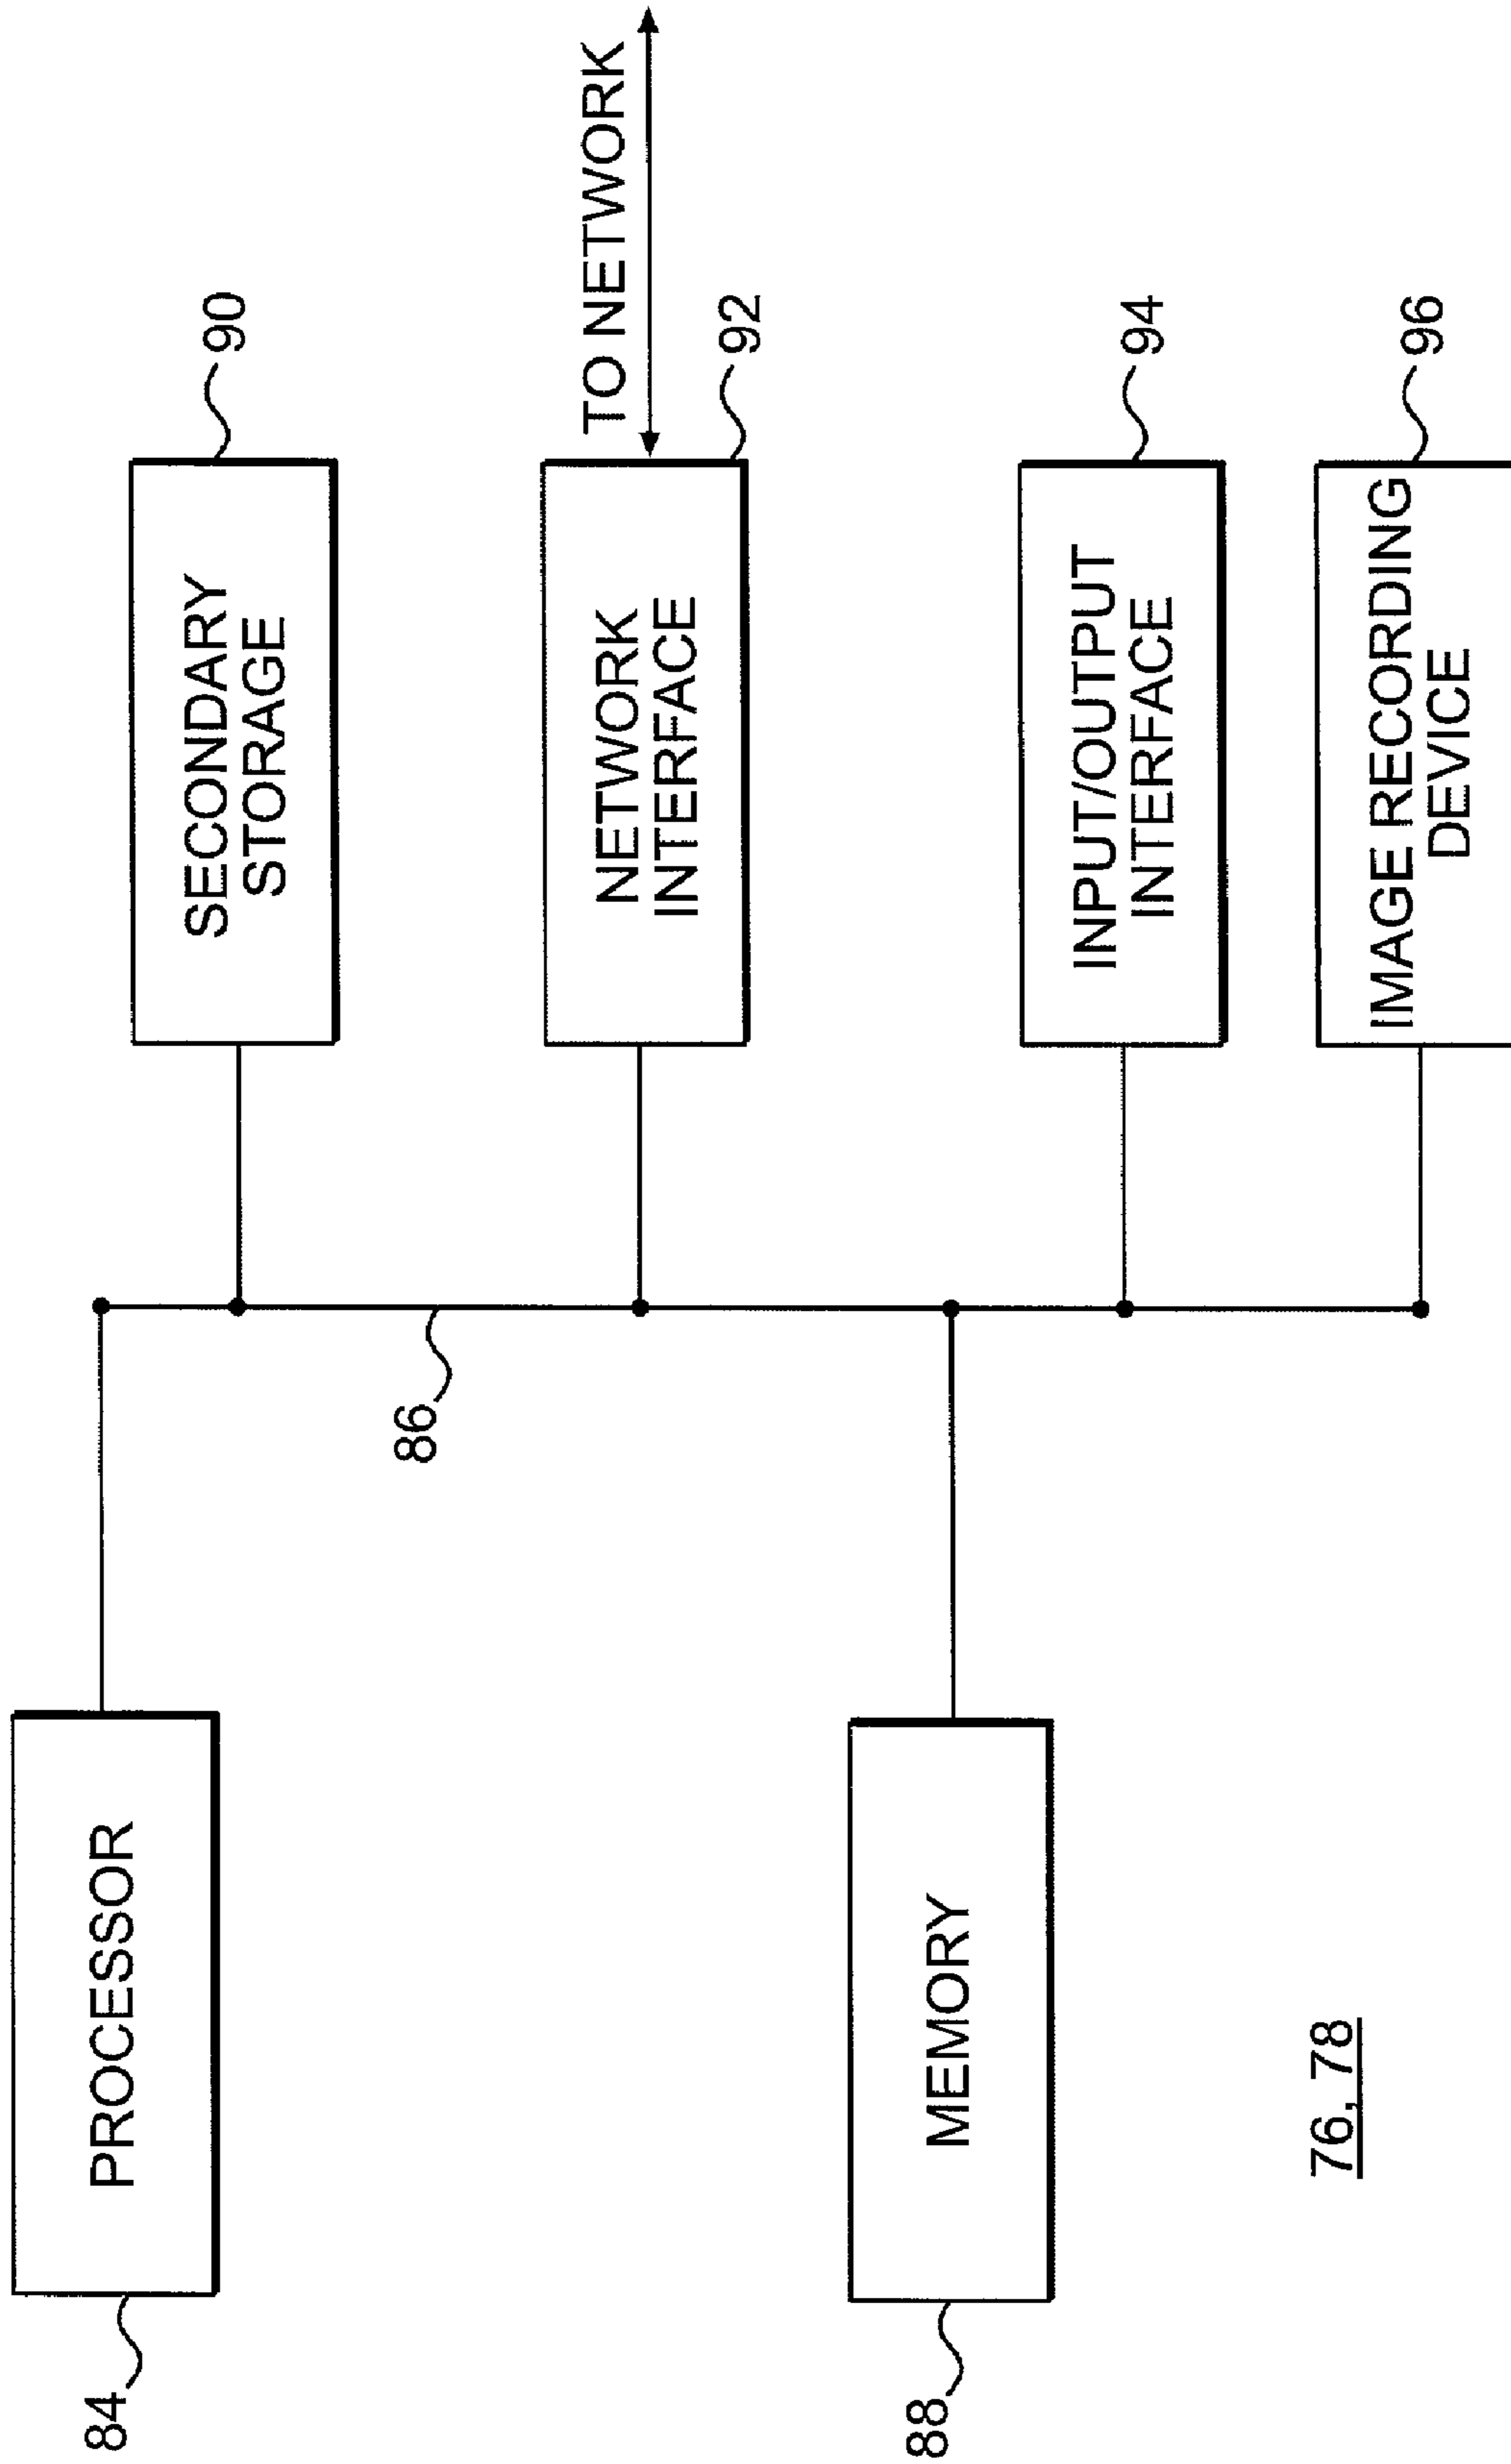 PROCESSOR
84
MEMORY
88
76, 78
86
SECONDARY
STORAGE
90
TO NETWORK
NETWORK
INTERFACE
92
INPUT/OUTPUT
INTERFACE
94
IMAGE RECORDING
DEVICE
96